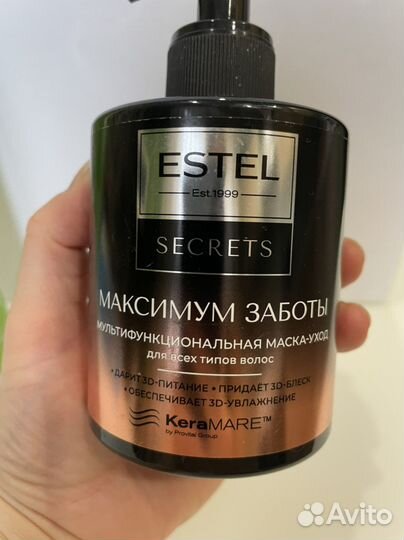 ESTEL
Est.1999
SECRETS
МАКСИМУМ ЗАБОТЫ
МУЛЬТИФУНКЦИОНАЛЬНАЯ МАСКА-УХОД
для всех типов волос
• ДАРИТ 3D-ПИТАНИЕ • ПРИДАЁТ 3D-БЛЕСК
• ОБЕСПЕЧИВАЕТ 3D-УВЛАЖНЕНИЕ
KeraMARE™
by Provital Group
Avito